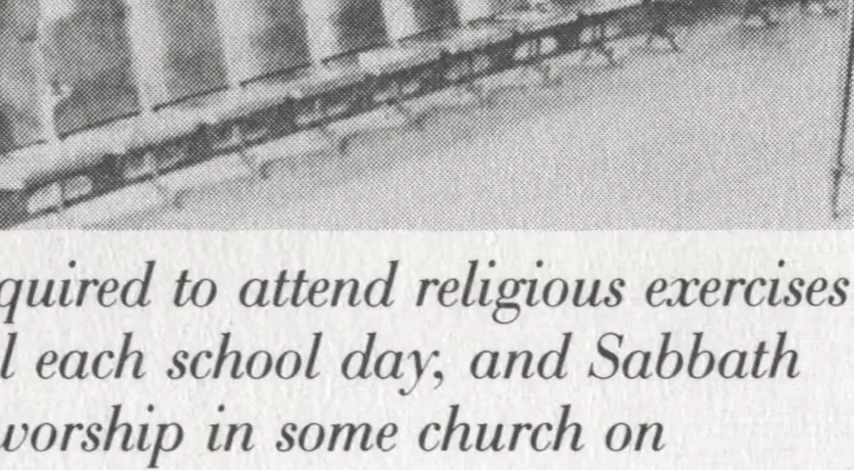 quired to attend religious exercises
l each school day, and Sabbath
worship in some church on